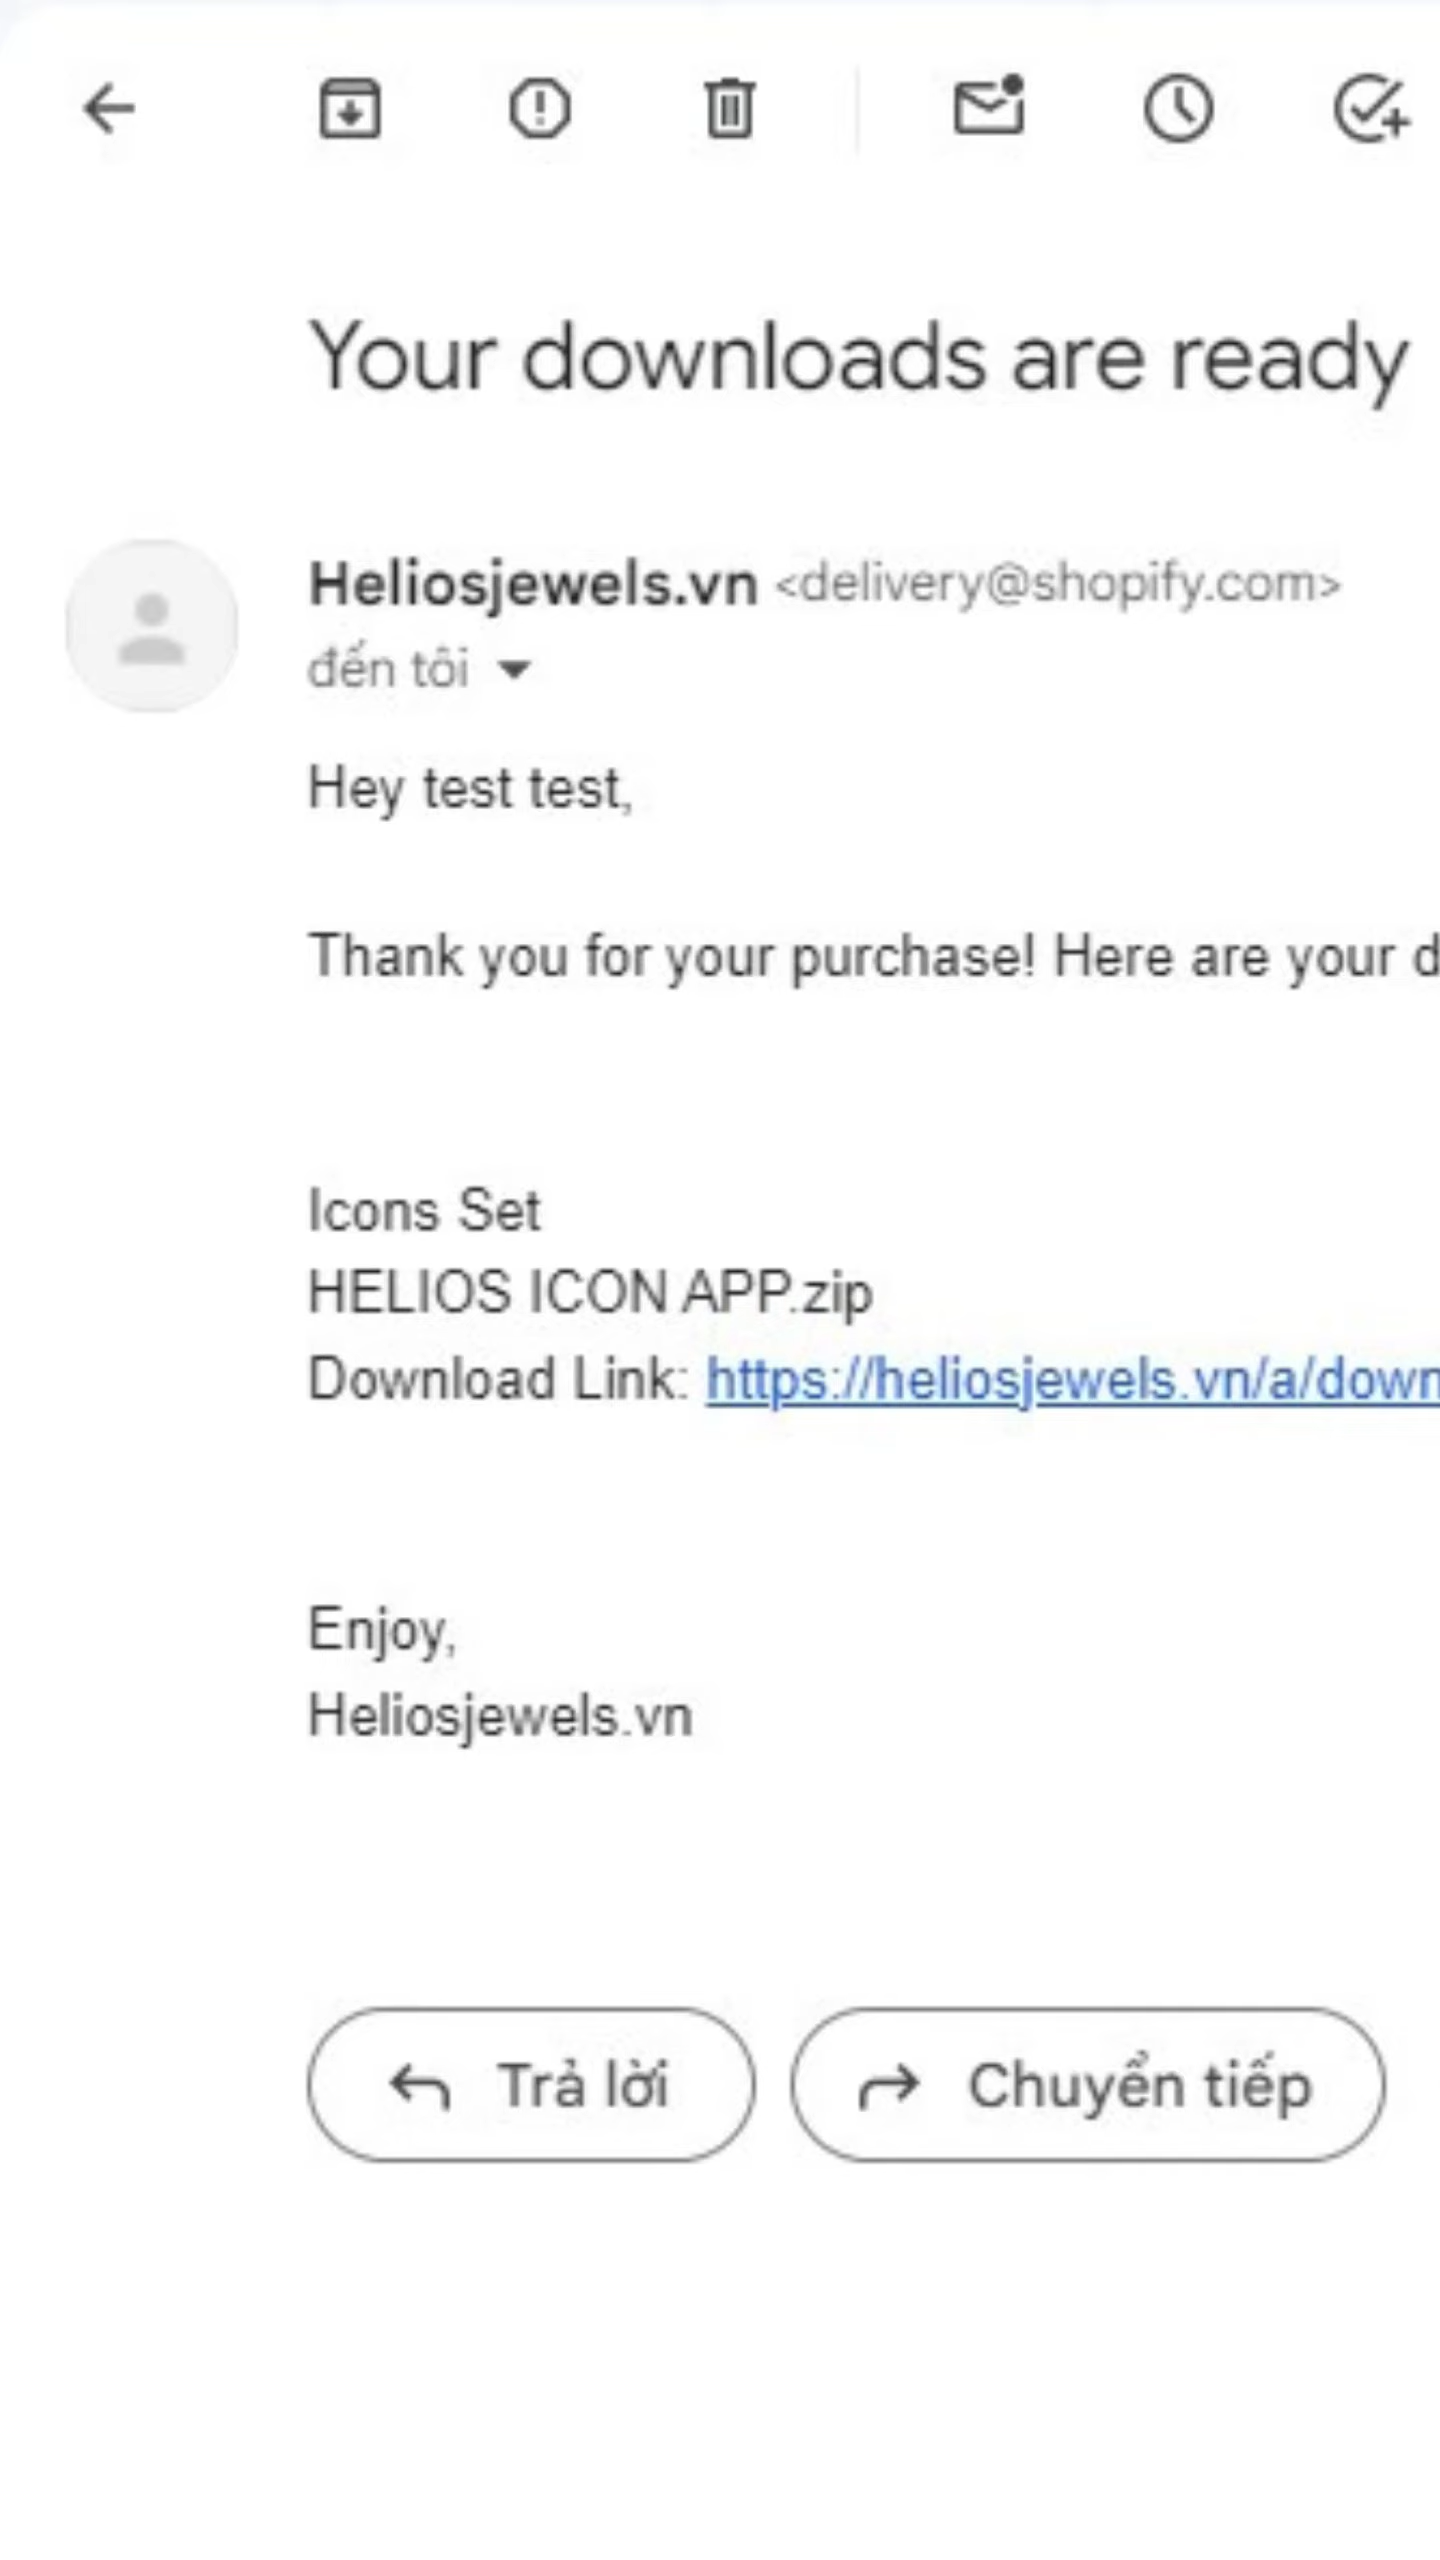 Your downloads are ready
Heliosjewels.vn <delivery@shopify.com>
đến tôi
Hey test test,
Thank you for your purchase! Here are your d
Icons Set
HELIOS ICON APP.zip
Download Link: https://heliosjewels.vn/a/down
Enjoy,
Heliosjewels.vn
Trả lời
Chuyển tiếp